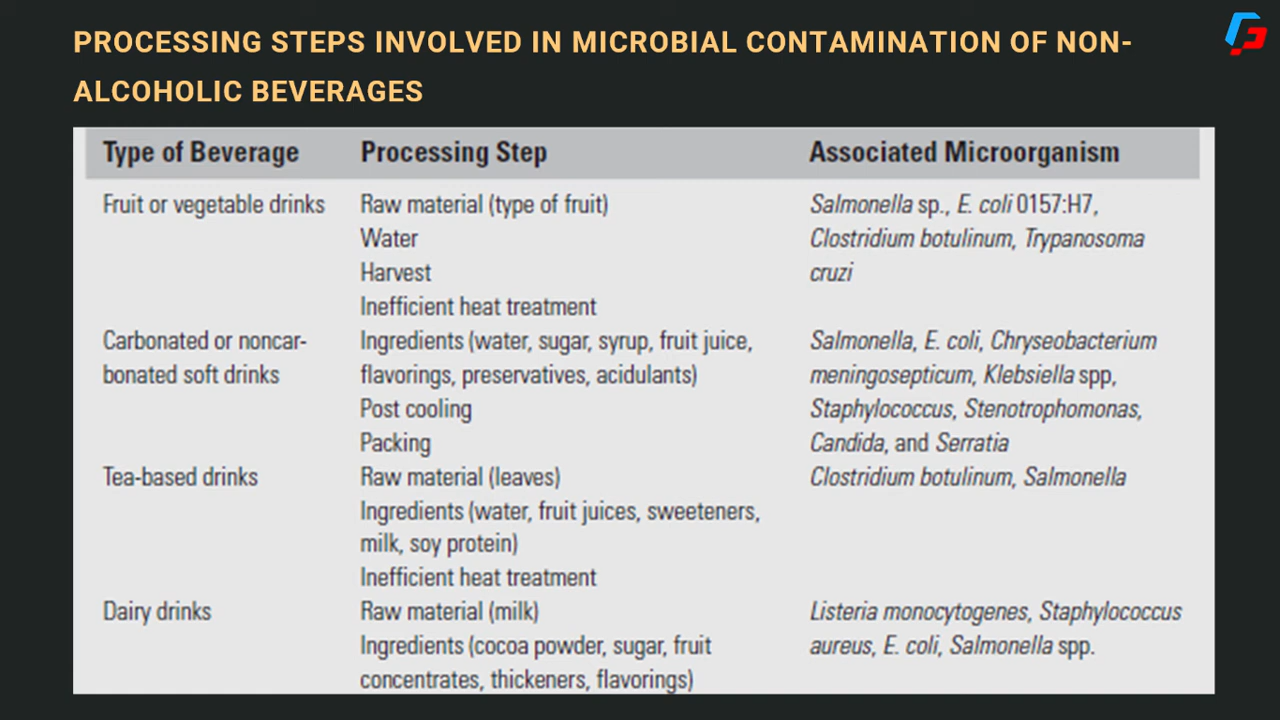 PROCESSING STEPS INVOLVED IN MICROBIAL CONTAMINATION OF NON-
ALCOHOLIC BEVERAGES
Type of Beverage Processing Step Associated Microorganism
Fruit or vegetable drinks Raw material (type of fruit) Salmonella sp., E. coli 0157:H7,
Water Clostridium botulinum, Trypanosoma
Harvest cruzi
Inefficient heat treatment
Carbonated or noncar- Ingredients (water, sugar, syrup, fruit juice, Salmonella, E. coli, Chryseobacterium
bonated soft drinks flavorings, preservatives, acidulants) meningosepticum, Klebsiella spp,
Post cooling Staphylococcus, Stenotrophomonas,
Packing Candida, and Serratia
Tea-based drinks Raw material (leaves) Clostridium botulinum, Salmonella
Ingredients (water, fruit juices, sweeteners,
milk, soy protein)
Inefficient heat treatment
Dairy drinks Raw material (milk) Listeria monocytogenes, Staphylococcus
Ingredients (cocoa powder, sugar, fruit aureus, E. coli, Salmonella spp.
concentrates, thickeners, flavorings)